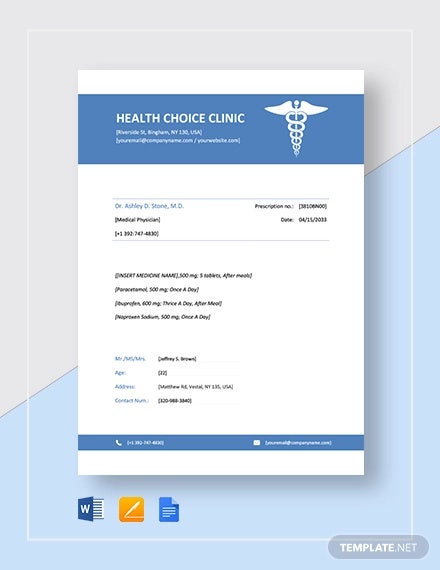 HEALTH CHOICE CLINIC
[Riverside St, Bingham, NY 130, USA]
[youremail@companyname.com / yourwebsite.com]
Dr. Ashley D. Stone, M.D.
Prescription no.: [38108N00]
[Medical Physician]
Date: 04/15/2033
[+1 392-747-4830]
[[INSERT MEDICINE NAME],500 mg; 5 tablets, After meals]
[Paracetamol, 500 mg; Once A Day]
[Ibuprofen, 600 mg; Thrice A Day, After Meal]
[Naproxen Sodium, 500 mg; Once A Day]
Mr./MS/Mrs. [Jeffrey S. Brown]
Age: [22]
Address: [Matthew Rd, Vestal, NY 135, USA]
Contact Num.: [320-988-3840]
[+1 392-747-4830]
[youremail@companyname.com]
W
TEMPLATE.NET